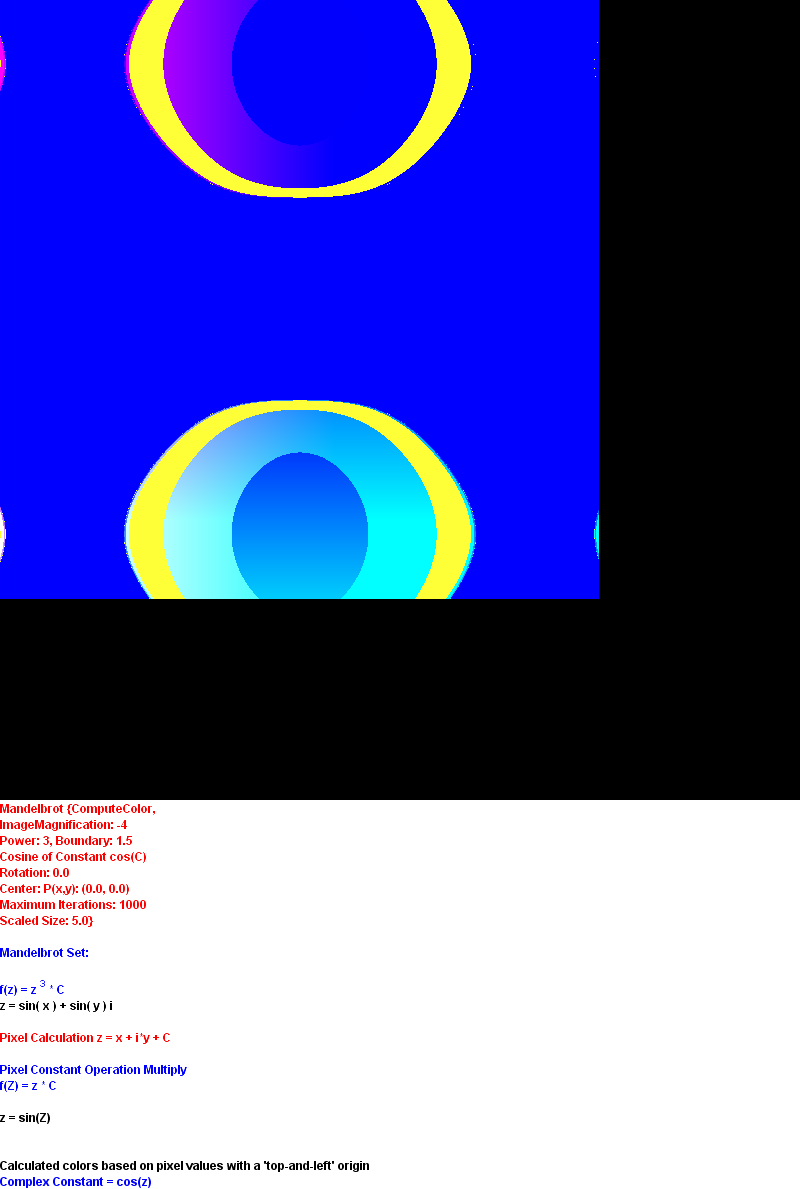 Mandelbrot {ComputeColor,
ImageMagnification: -4
Power: 3, Boundary: 1.5
Cosine of Constant cos(C)
Rotation: 0.0
Center: P(x,y): (0.0, 0.0)
Maximum Iterations: 1000
Scaled Size: 5.0}
Mandelbrot Set:
f(z) = z ³ * C
z = sin( x ) + sin( y ) i
Pixel Calculation z = x + i*y + C
Pixel Constant Operation Multiply
f(Z) = z * C
z = sin(Z)
Calculated colors based on pixel values with a 'top-and-left' origin
Complex Constant = cos(z)